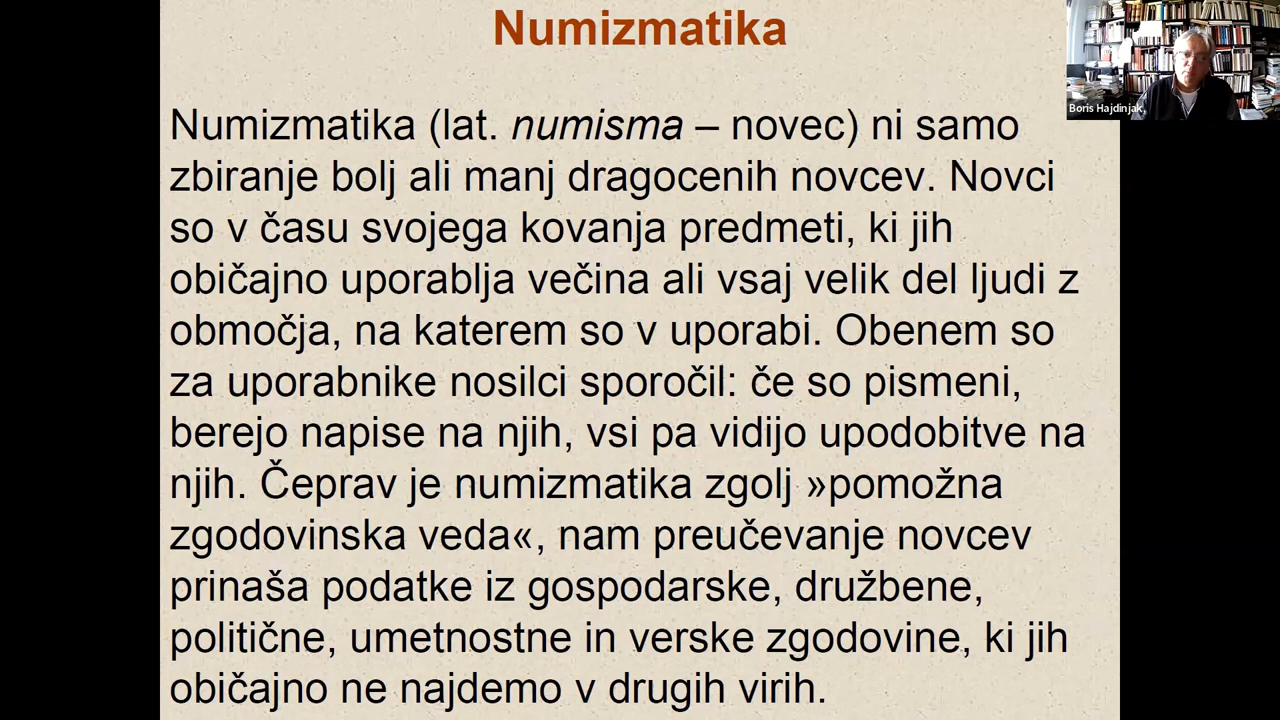 Numizmatika
Boris Hajdinjak
Numizmatika (lat. numisma – novec) ni samo
zbiranje bolj ali manj dragocenih novcev. Novci
so v času svojega kovanja predmeti, ki jih
običajno uporablja večina ali vsaj velik del ljudi z
območja, na katerem so v uporabi. Obenem so
za uporabnike nosilci sporočil: če so pismeni,
berejo napise na njih, vsi pa vidijo upodobitve na
njih. Čeprav je numizmatika zgolj »pomožna
zgodovinska veda«, nam preučevanje novcev
prinaša podatke iz gospodarske, družbene,
politične, umetnostne in verske zgodovine, ki jih
običajno ne najdemo v drugih virih.